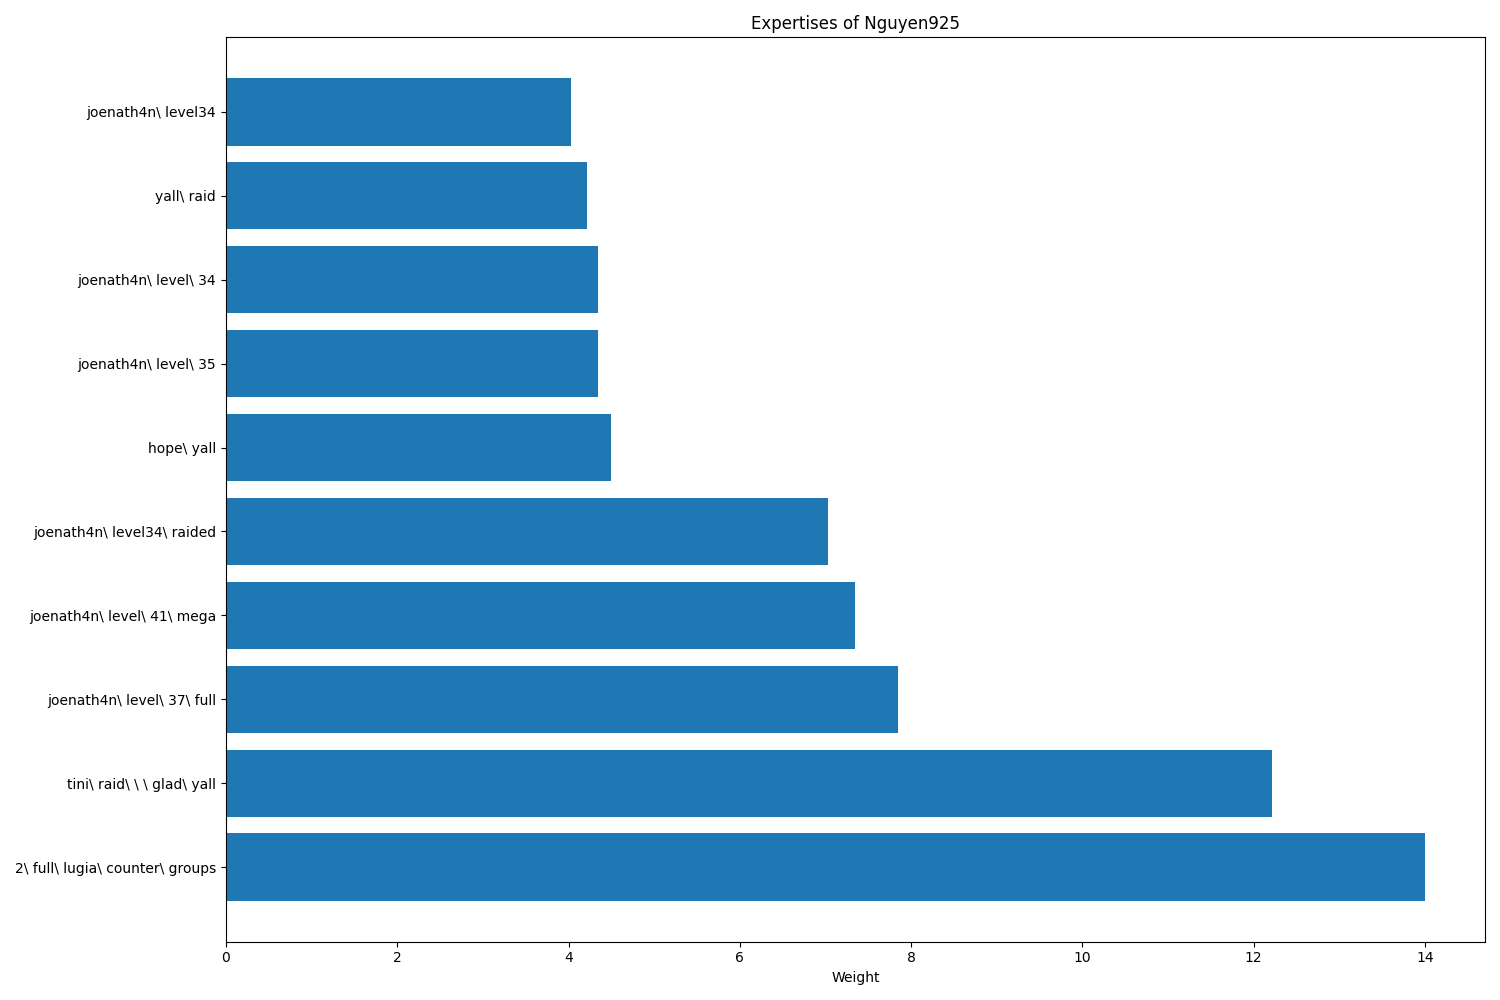 Expertises of Nguyen925
joenath4n\ level34
yall\ raid
joenath4n\ level\ 34
joenath4n\ level\ 35
hope\ yall
joenath4n\ level34\ raided
joenath4n\ level\ 41\ mega
joenath4n\ level\ 37\ full
tini\ raid\ \ \ glad\ yall
2\ full\ lugia\ counter\ groups
0 2 4 6 8 10 12 14
Weight